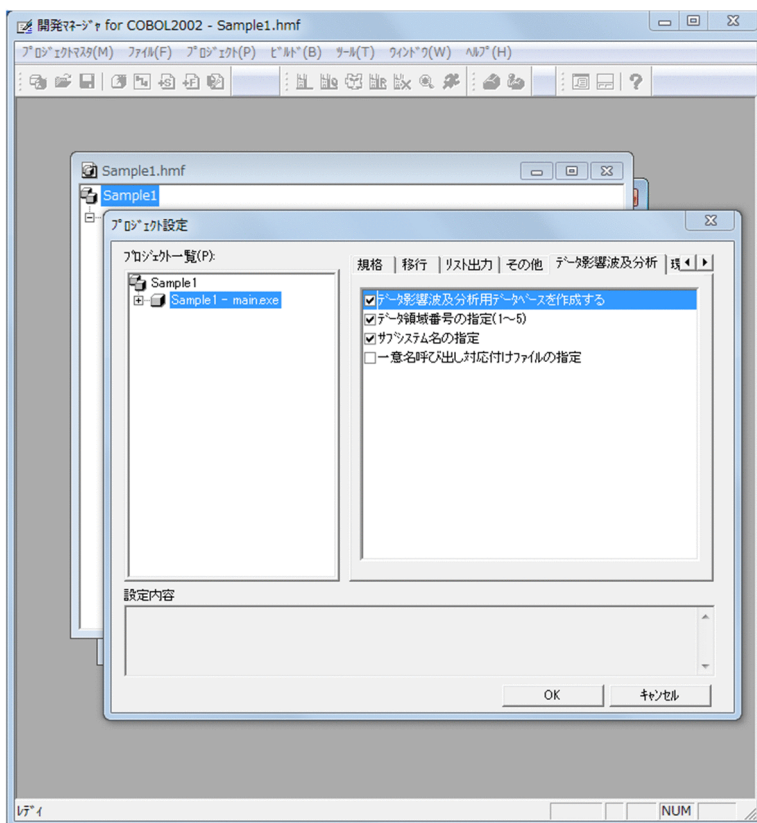 開発ﾏﾈｰｼﾞｬ for COBOL2002 - Sample1.hmf
ﾌﾟﾛｼﾞｪｸﾄﾏｽﾀ(M) ﾌｧｲﾙ(F) ﾌﾟﾛｼﾞｪｸﾄ(P) ﾋﾞﾙﾄﾞ(B) ﾂｰﾙ(T) ｳｨﾝﾄﾞｳ(W) ﾍﾙﾌﾟ(H)
Sample1.hmf
Sample1
ﾌﾟﾛｼﾞｪｸﾄ設定
ﾌﾟﾛｼﾞｪｸﾄ一覧(P):
規格 移行 ﾘｽﾄ出力 その他 ﾃﾞｰﾀ影響波及分析
Sample1
Sample1 - main.exe
ﾃﾞｰﾀ影響波及分析用ﾃﾞｰﾀﾍﾞｰｽを作成する
ﾃﾞｰﾀ領域番号の指定(1～5)
ｻﾌﾞｼｽﾃﾑ名の指定
一意名呼び出し対応付けﾌｧｲﾙの指定
設定内容
OK ｷｬﾝｾﾙ
ﾚﾃﾞｨ NUM